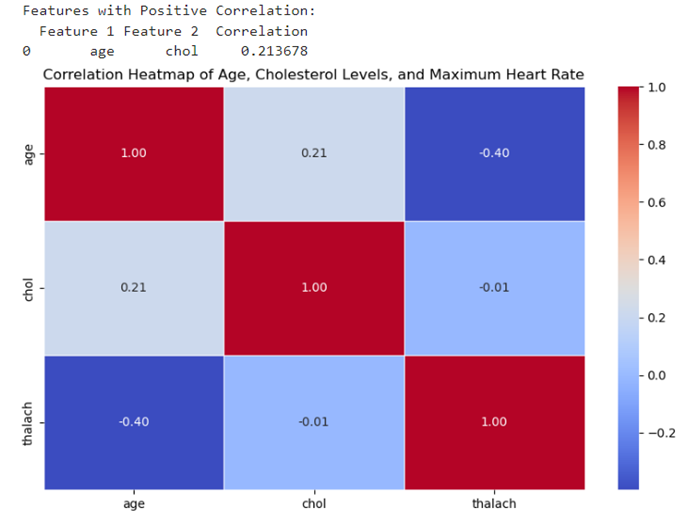 Features with Positive Correlation:
Feature 1 Feature 2 Correlation
0 age chol 0.213678
Correlation Heatmap of Age, Cholesterol Levels, and Maximum Heart Rate
age
1.00 0.21 -0.40
chol
0.21 1.00 -0.01
thalach
-0.40 -0.01 1.00
age chol thalach
1.0
0.8
0.6
0.4
0.2
0.0
−0.2